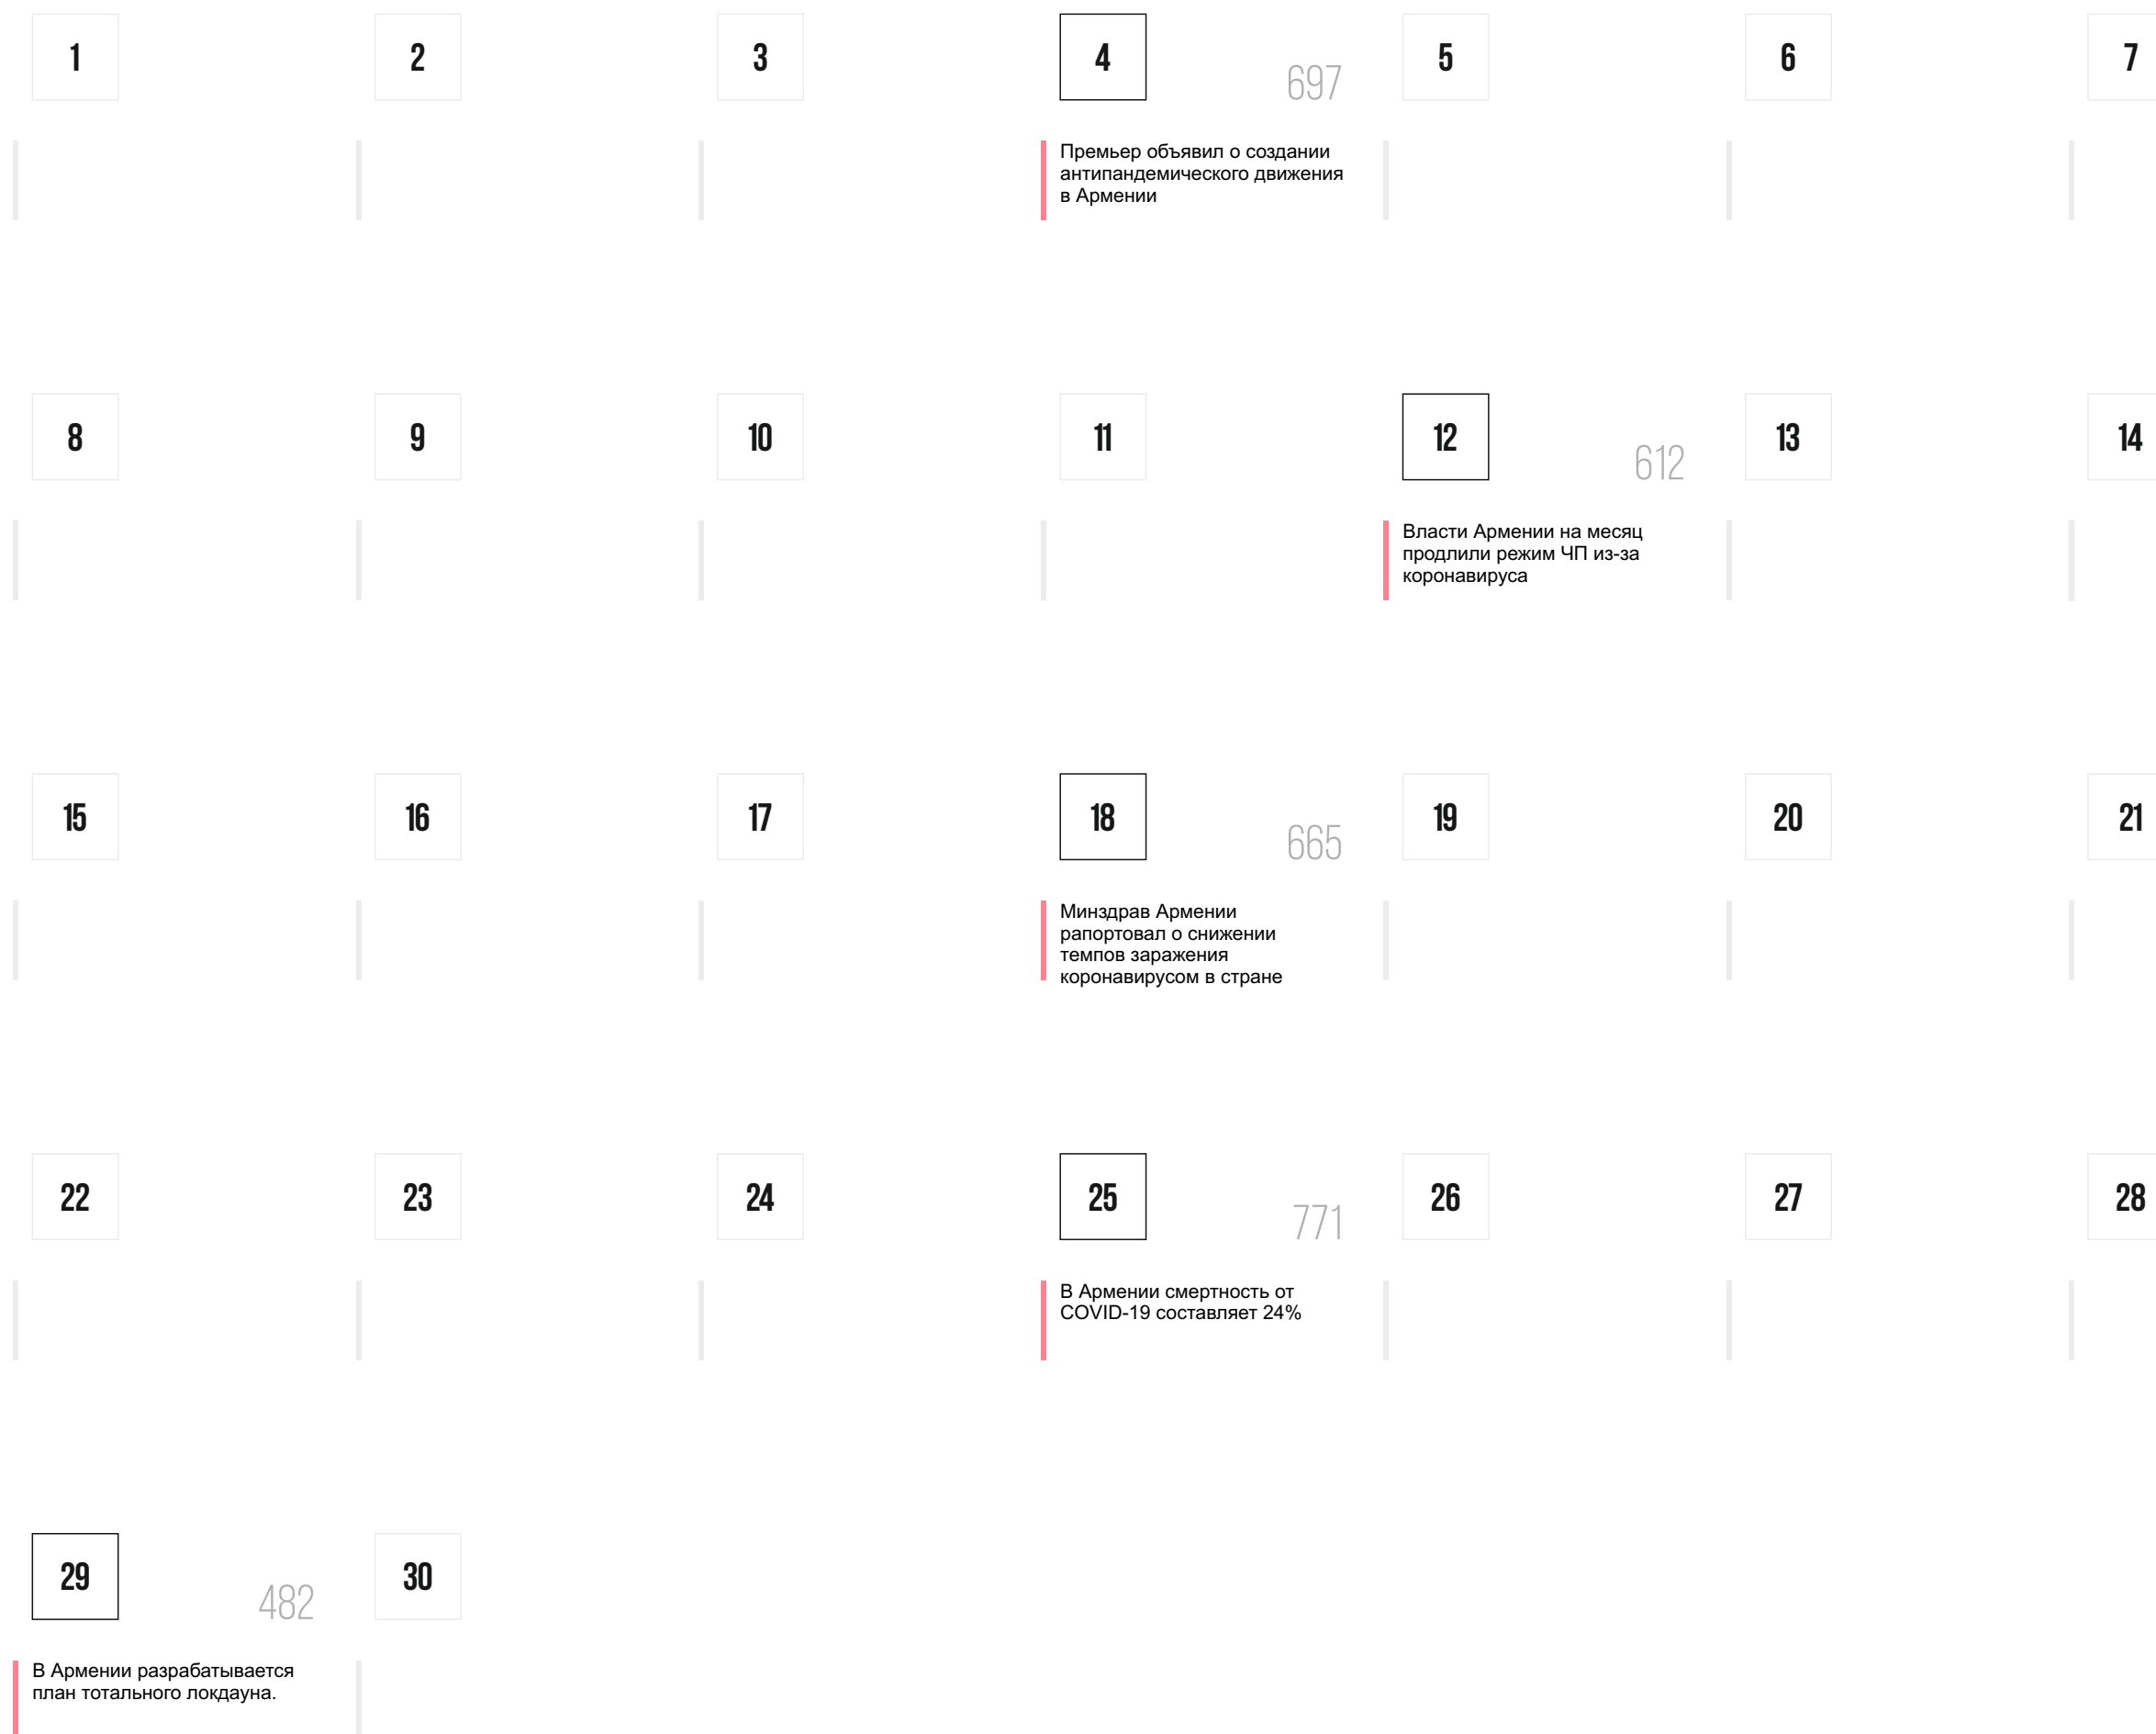 1
2
3
4
697
5
6
7
Премьер объявил о создании
антипандемического движения
в Армении
8
9
10
11
12
612
13
14
Власти Армении на месяц
продлили режим ЧП из-за
коронавируса
15
16
17
18
665
19
20
21
Минздрав Армении
рапортовал о снижении
темпов заражения
коронавирусом в стране
22
23
24
25
771
26
27
28
В Армении смертность от
COVID-19 составляет 24%
29
482
30
В Армении разрабатывается
план тотального локдауна.